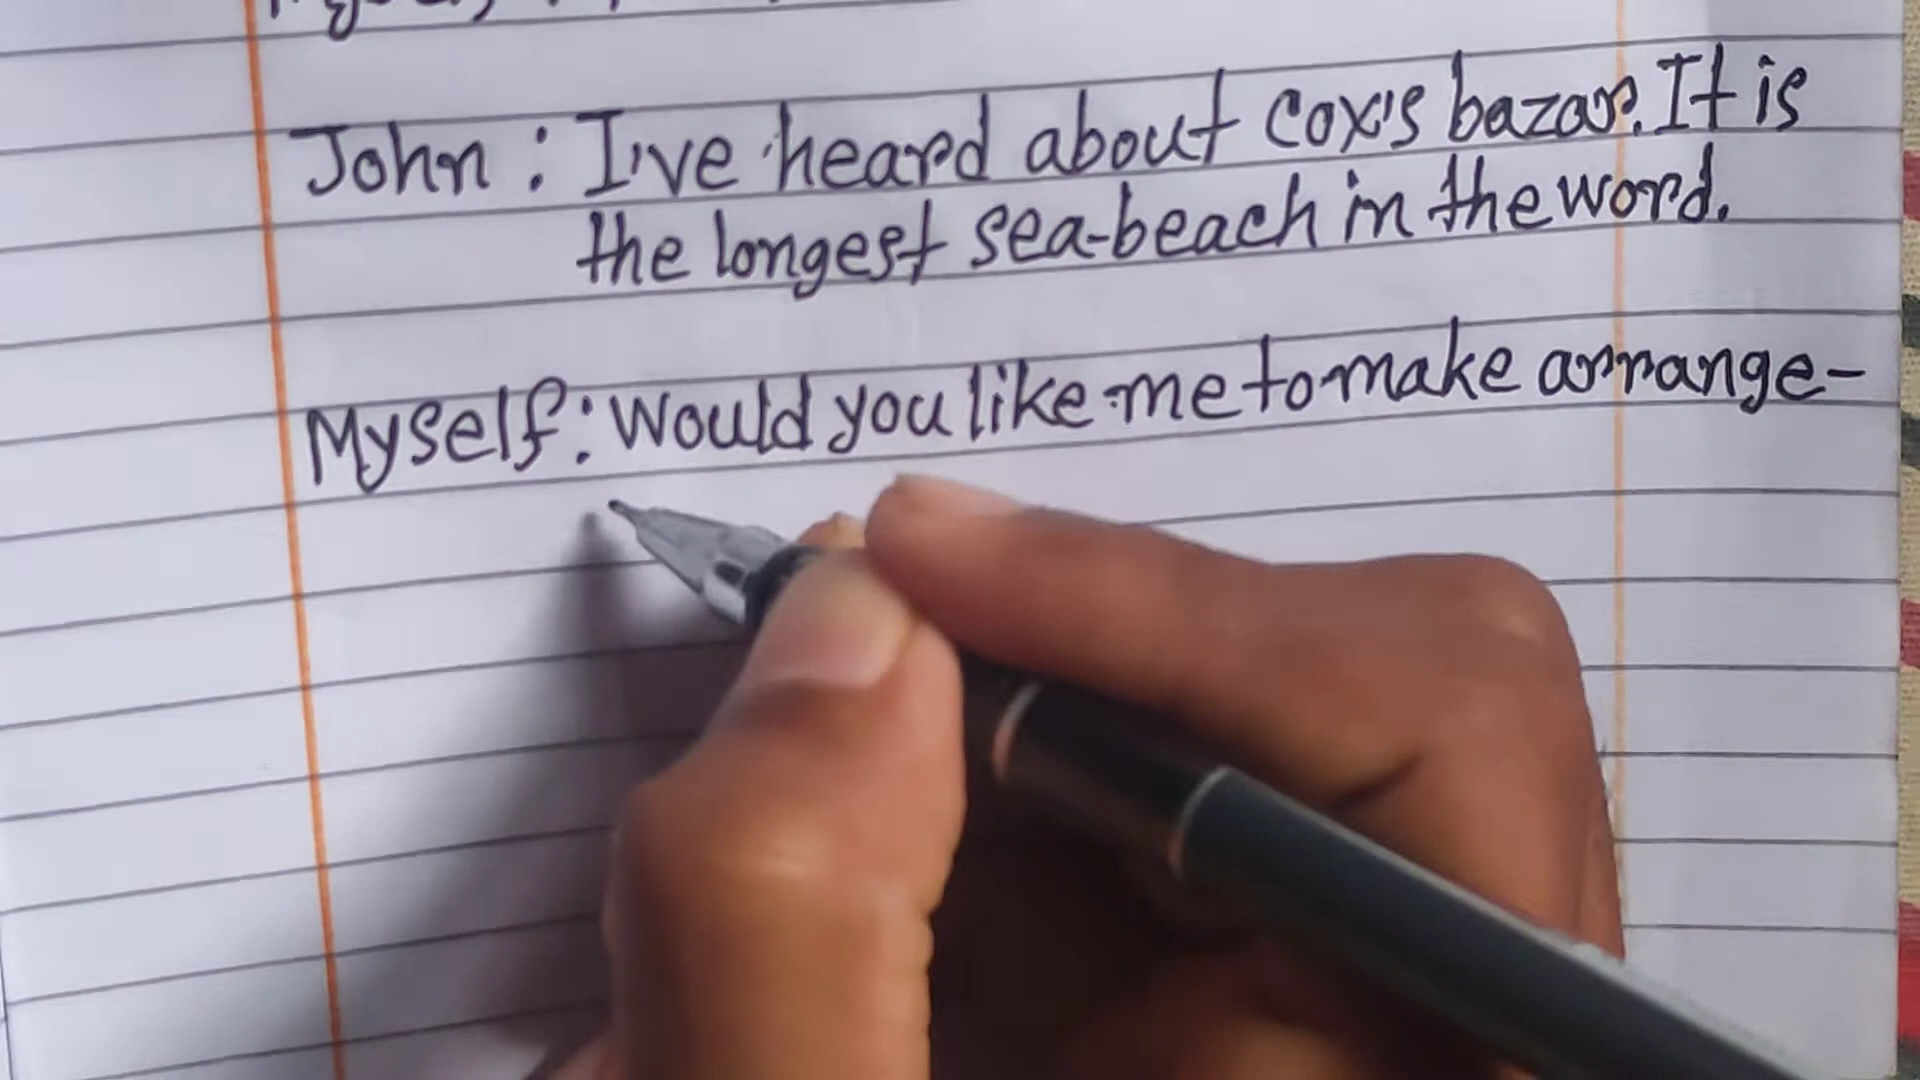 John : I've heard about cox's bazar. It is
the longest sea-beach in the word.
Myself : Would you like me to make arrange-